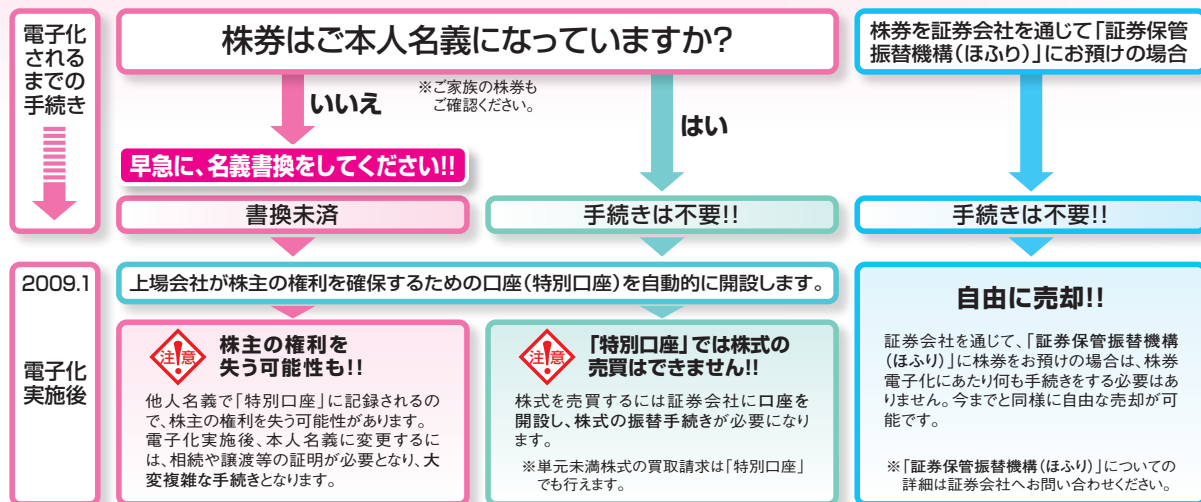 電子化
される
までの
手続き
株券はご本人名義になっていますか?
※ご家族の株券も
ご確認ください。
いいえ
はい
早急に、名義書換をしてください!!
書換未済
手続きは不要!!
株券を証券会社を通じて「証券保管
振替機構(ほふり)」にお預けの場合
手続きは不要!!
2009.1
電子化
実施後
上場会社が株主の権利を確保するための口座(特別口座)を自動的に開設します。
注意
株主の権利を
失う可能性も!!
他人名義で「特別口座」に記録されるの
で、株主の権利を失う可能性があります。
電子化実施後、本人名義に変更するに
は、相続や譲渡等の証明が必要となり、大
変複雑な手続きとなります。
注意
「特別口座」では株式の
売買はできません!!
株式を売買するには証券会社に口座を
開設し、株式の振替手続きが必要になり
ます。
※単元未満株式の買取請求は「特別口座」
でも行えます。
自由に売却!!
証券会社を通じて、「証券保管振替機構
(ほふり)」に株券をお預けの場合は、株券
電子化にあたり何も手続きをする必要はあ
りません。今までと同様に自由な売却が可
能です。
※「証券保管振替機構(ほふり)」についての
詳細は証券会社へお問い合わせください。